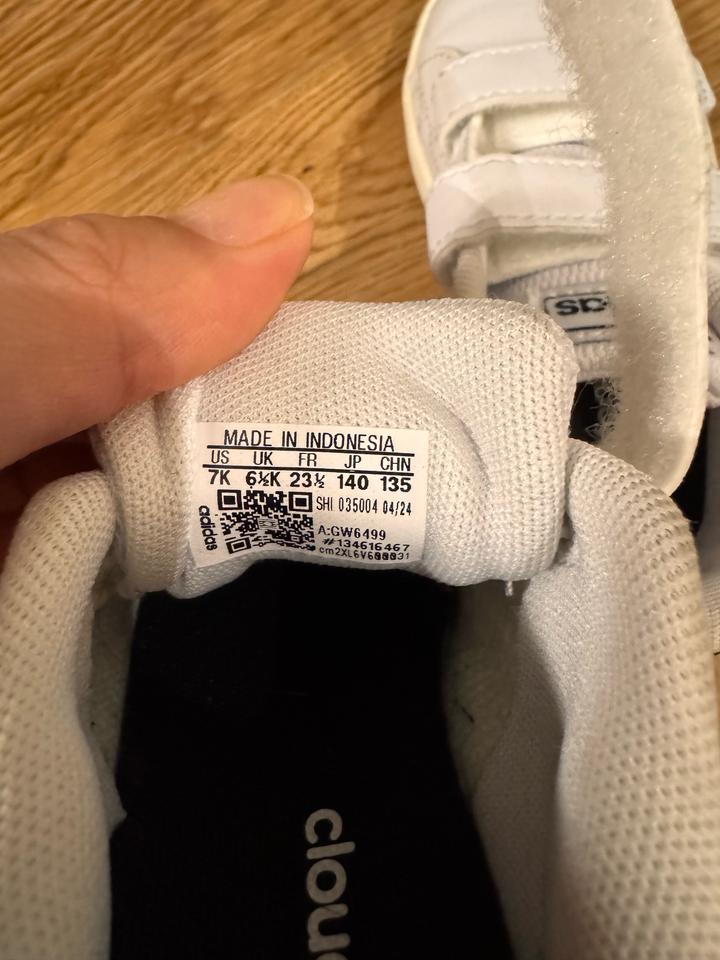 MADE IN INDONESIA
US UK FR JP CHN
7K 6½K 23½ 140 135
SHI 035004 04/24
A:GW6499
#134616467
adidas
clou